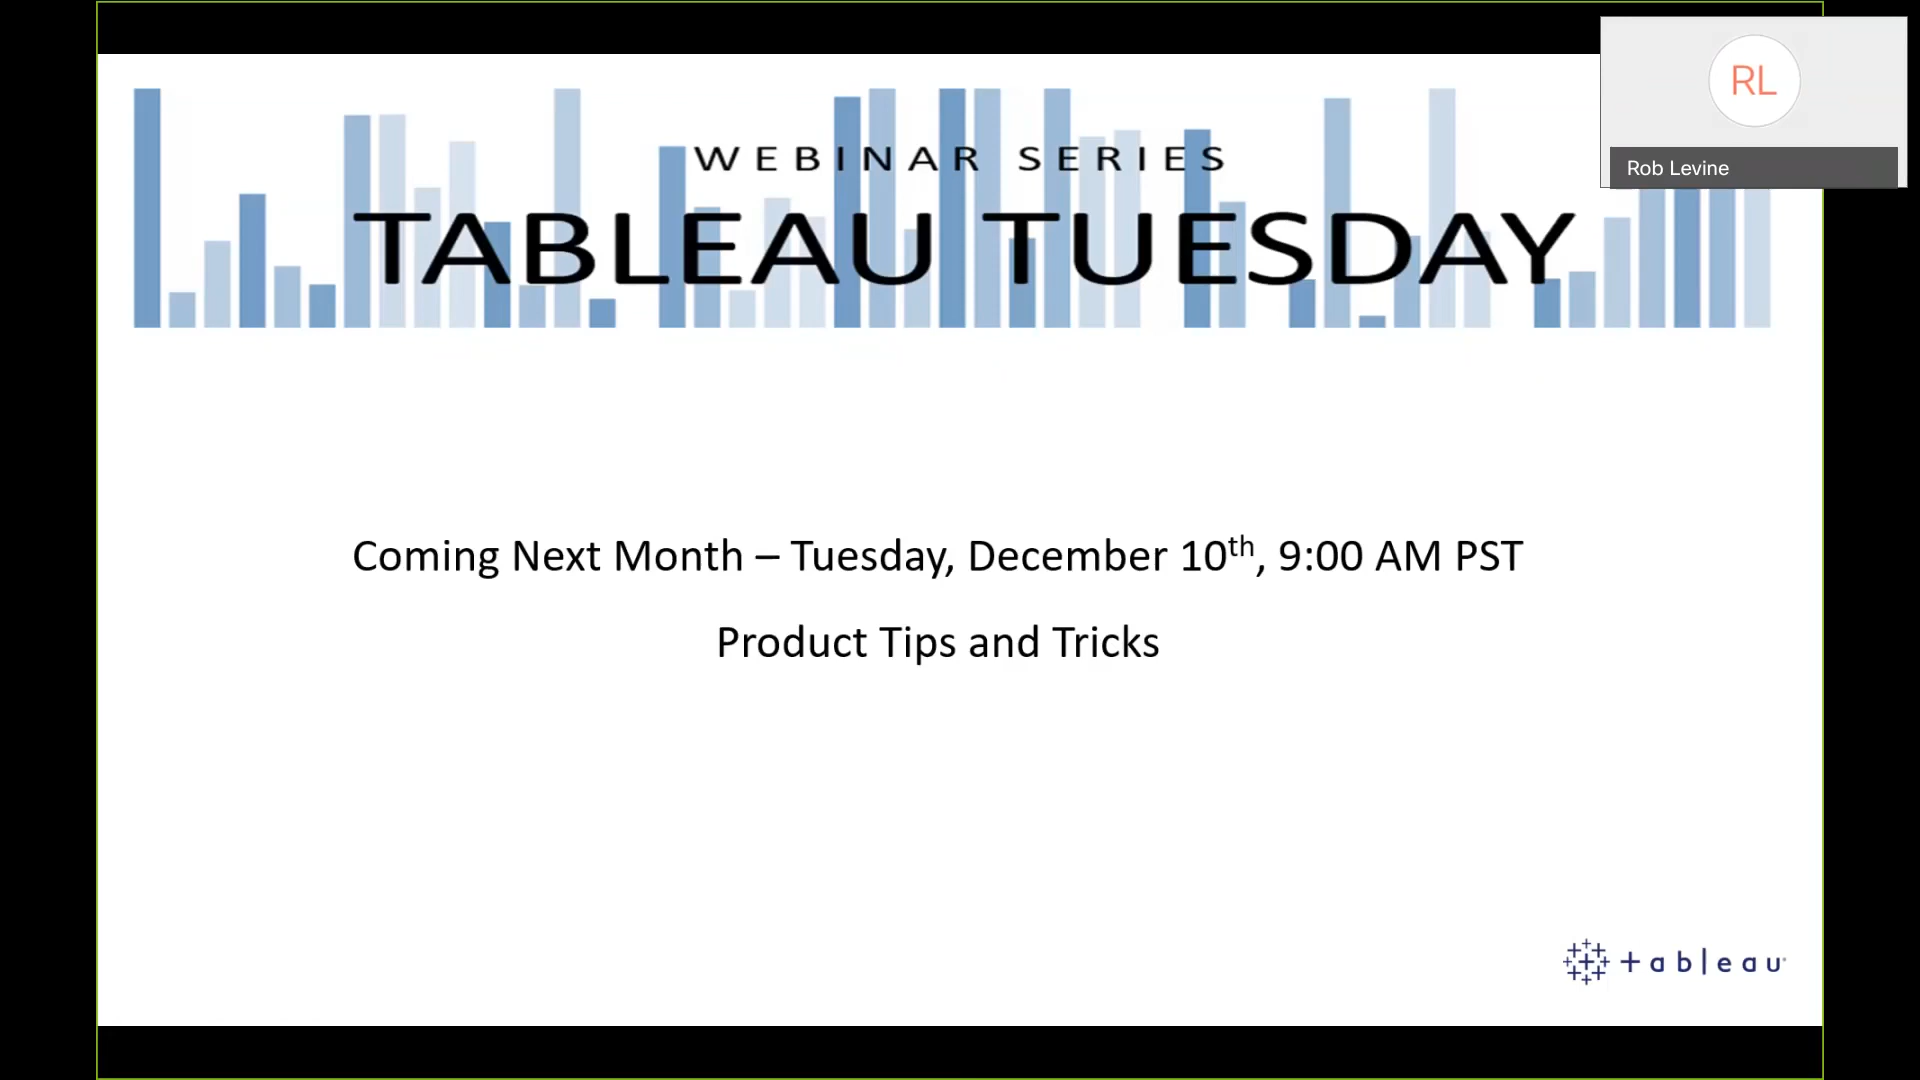 WEBINAR SERIES
TABLEAU TUESDAY
RL
Rob Levine
Coming Next Month – Tuesday, December 10th, 9:00 AM PST
Product Tips and Tricks
tableau